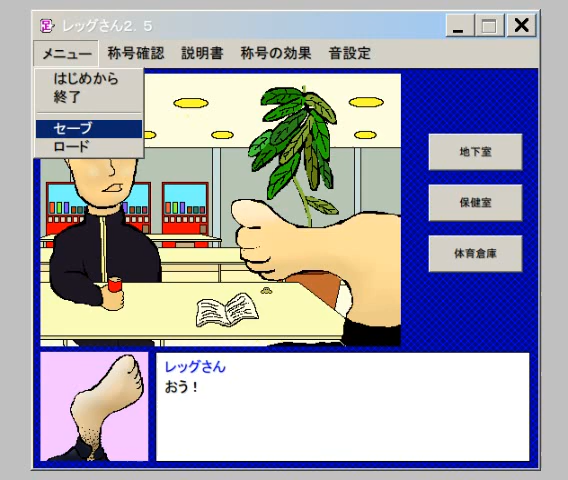 レッグさん2.5
メニュー 称号確認 説明書 称号の効果 音設定
はじめから
終了
セーブ
ロード
地下室
保健室
体育倉庫
レッグさん
おう！